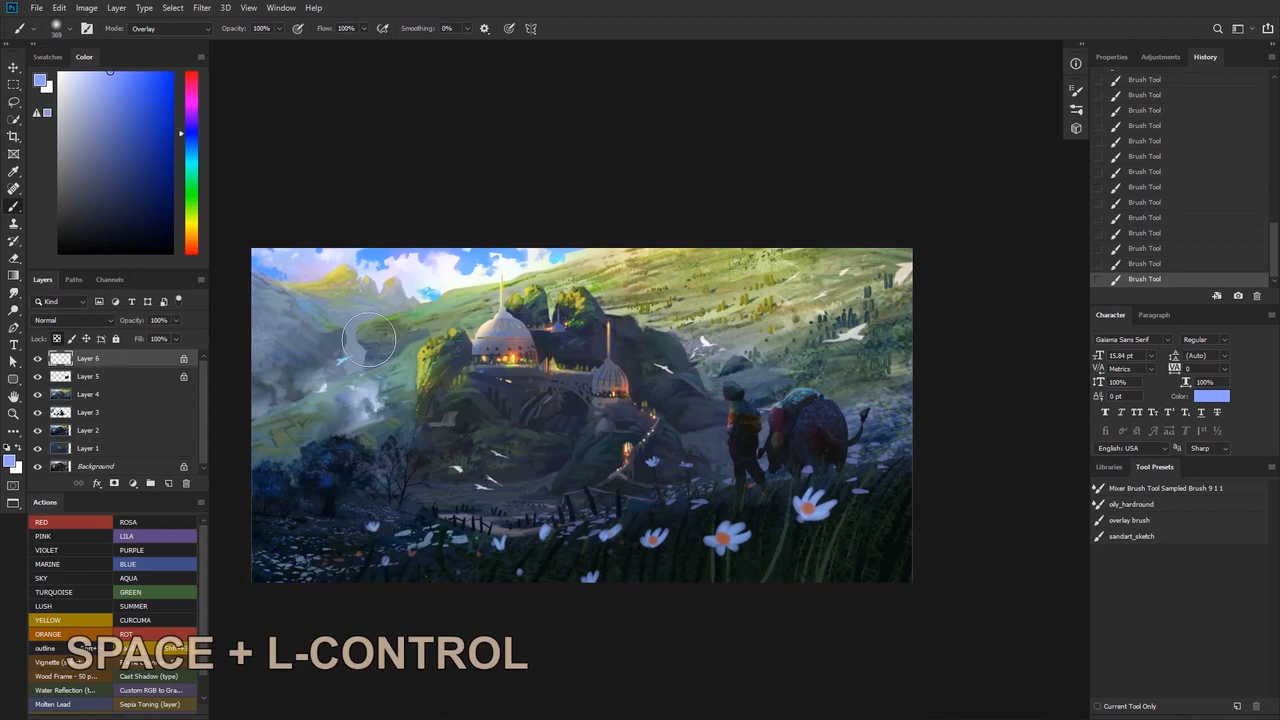 Ps File Edit Image Layer Type Select Filter 3D View Window Help
369 Mode: Overlay Opacity: 100% Flow: 100% Smoothing: 0%
Swatches Color
Layers Paths Channels
Kind
Normal Opacity: 100%
Lock: Fill: 100%
Layer 6
Layer 5
Layer 4
Layer 3
Layer 2
Layer 1
Background
fx
Actions
RED ROSA
PINK LILA
VIOLET PURPLE
MARINE BLUE
SKY AQUA
TURQUOISE GREEN
LUSH SUMMER
YELLOW CURCUMA
ORANGE ROT
outline
Vignette (s
Wood Frame - 50 p...
Cast Shadow (type)
Water Reflection (t...
Custom RGB to Gra...
Molten Lead
Sepia Toning (layer)
SPACE + L-CONTROL
Properties Adjustments History
Brush Tool
Brush Tool
Brush Tool
Brush Tool
Brush Tool
Brush Tool
Brush Tool
Brush Tool
Brush Tool
Brush Tool
Brush Tool
Brush Tool
Brush Tool
Brush Tool
Character Paragraph
Gaiama Sans Serif Regular
15,84 pt (Auto)
Metrics 0
100% 100%
0 pt Color:
English: USA Sharp
Libraries Tool Presets
Mixer Brush Tool Sampled Brush 9 1 1
oily_hardround
overlay brush
sandart_sketch
Current Tool Only